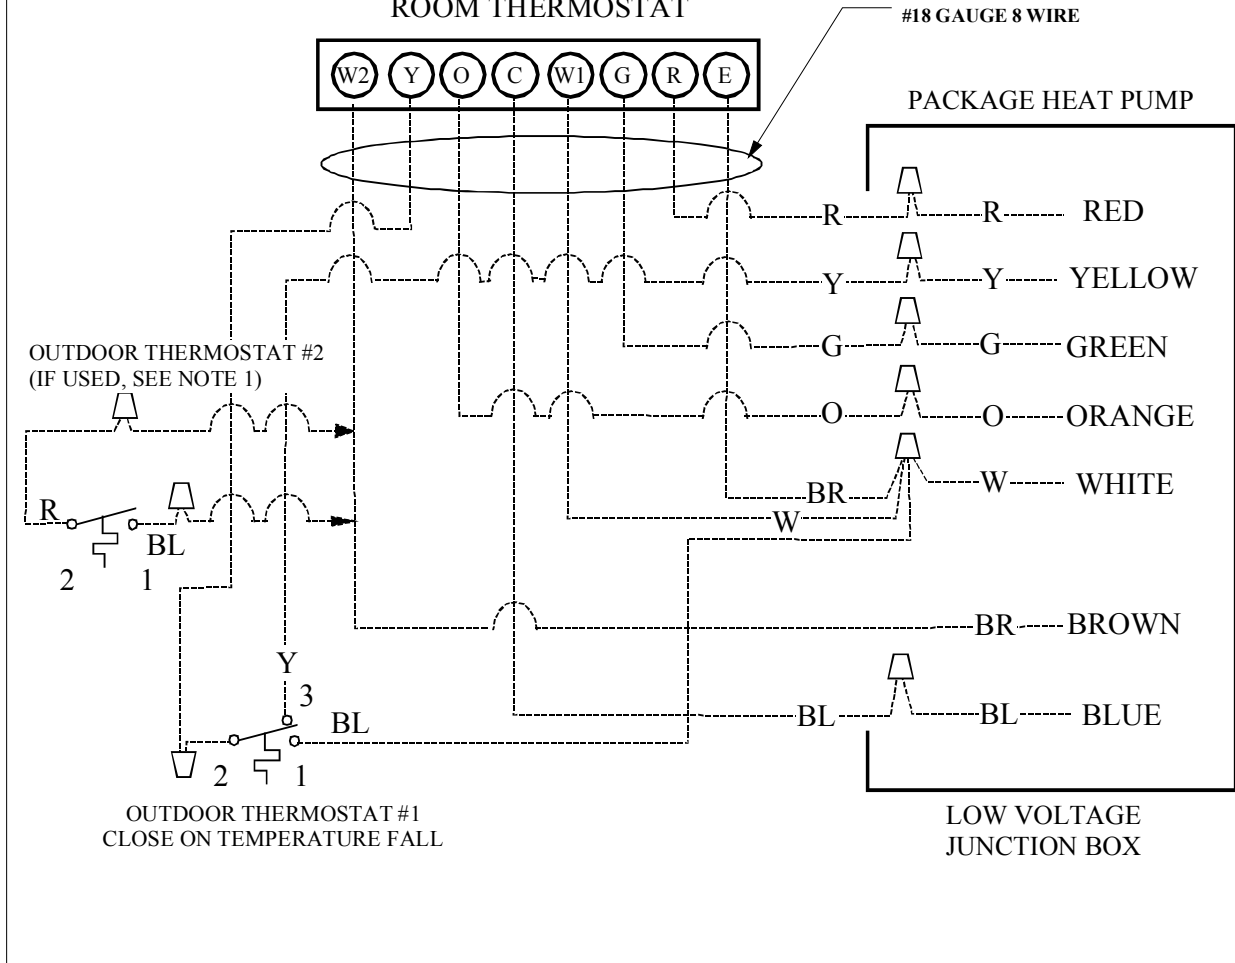 ROOM THERMOSTAT
#18 GAUGE 8 WIRE
W2 Y O C W1 G R E
PACKAGE HEAT PUMP
R R RED
Y Y YELLOW
G G GREEN
OUTDOOR THERMOSTAT #2
(IF USED, SEE NOTE 1)
O O ORANGE
BR W WHITE
R
W
BL
2 1
BR BROWN
Y
3
BL
BL BL BLUE
2 1
OUTDOOR THERMOSTAT #1
CLOSE ON TEMPERATURE FALL
LOW VOLTAGE
JUNCTION BOX